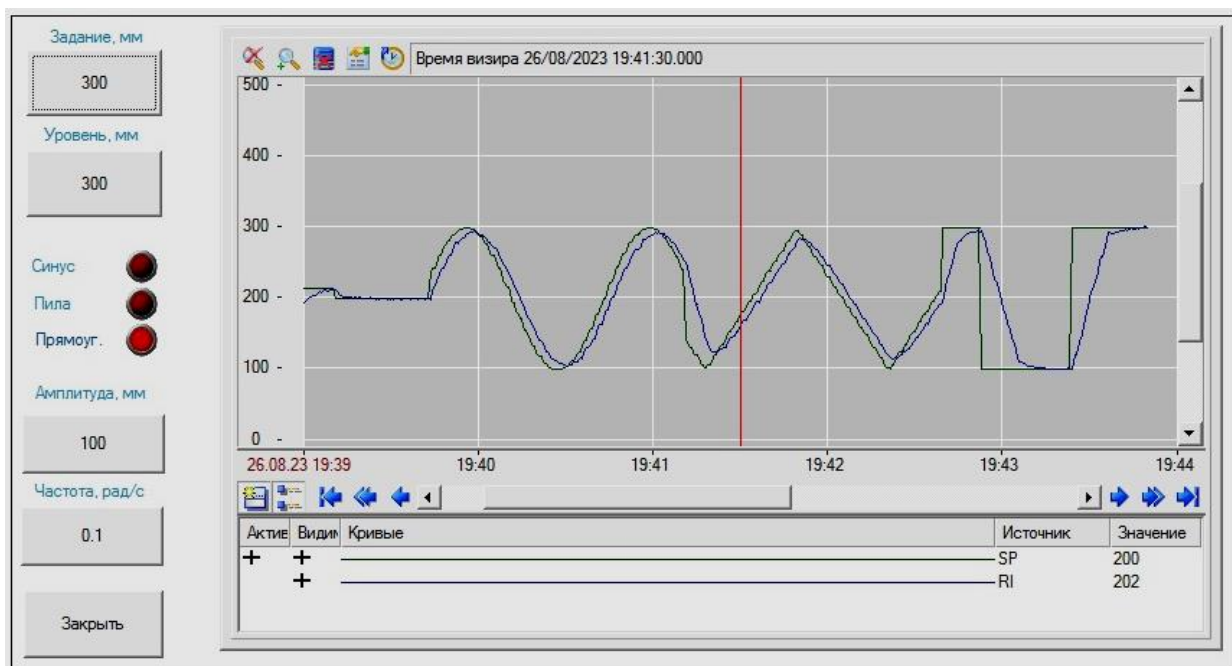 Задание, мм
300
Уровень, мм
300
Синус
Пила
Прямоуг.
Амплитуда, мм
100
Частота, рад/с
0.1
Закрыть
Время визира 26/08/2023 19:41:30.000
500 -
400 -
300 -
200 -
100 -
0 -
26.08.23 19:39 19:40 19:41 19:42 19:43 19:44
Актив Видим Кривые Источник Значение
SP 200
RI 202